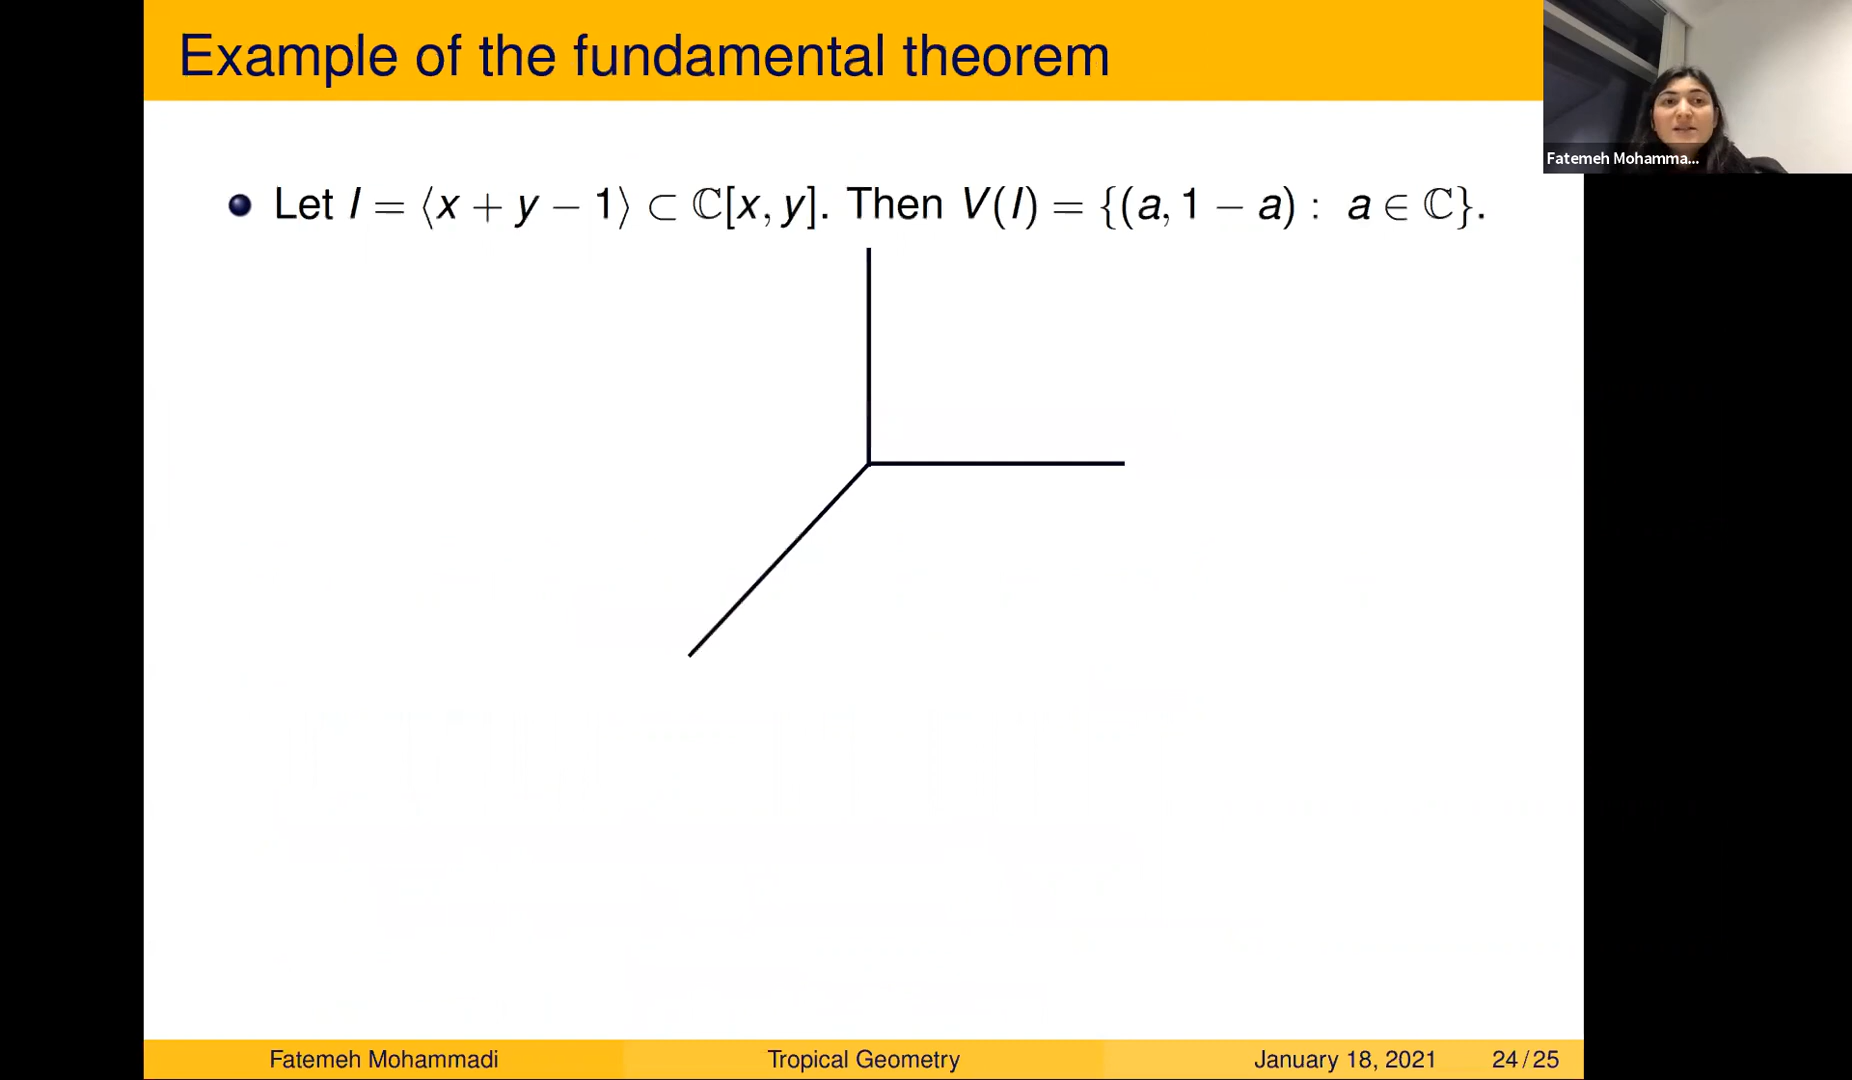 Example of the fundamental theorem
Fatemeh Mohamma...
Let I = ⟨x + y − 1⟩ ⊂ ℂ[x, y]. Then V(I) = {(a, 1 − a) : a ∈ ℂ}.
Fatemeh Mohammadi Tropical Geometry January 18, 2021 24 / 25